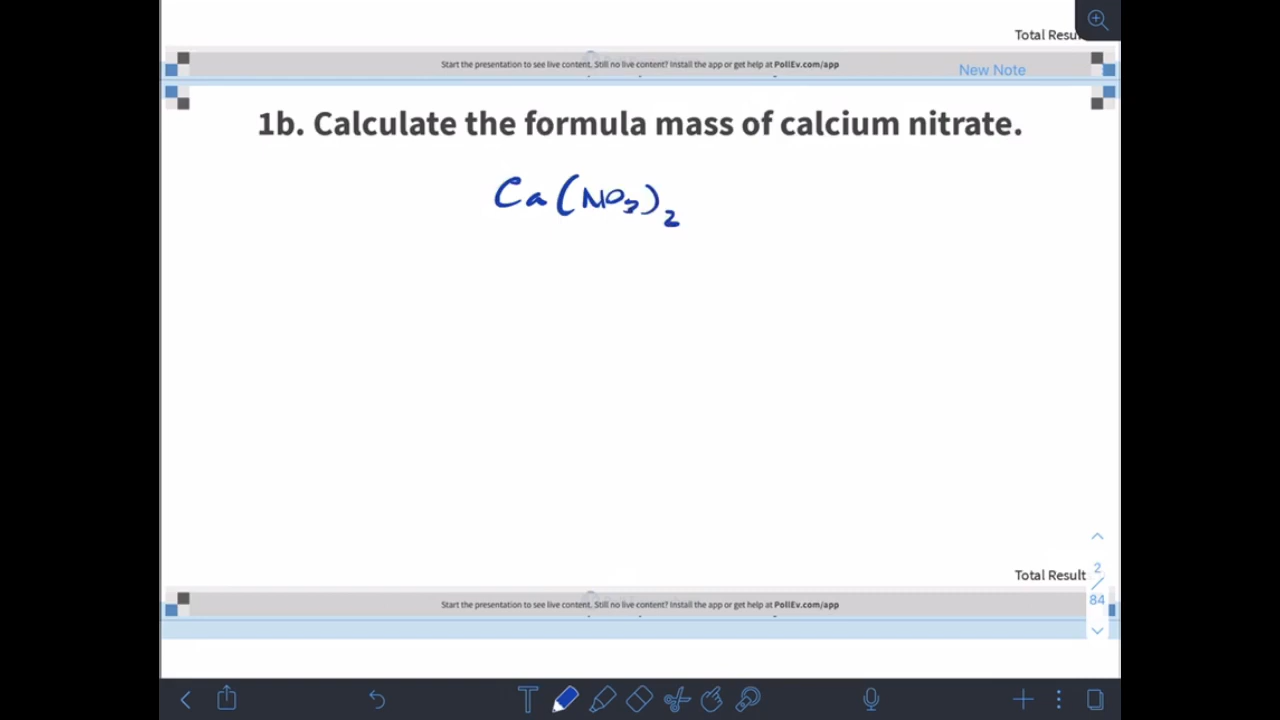 Total Resu
Start the presentation to see live content. Still no live content? Install the app or get help at PollEv.com/app
New Note
1b. Calculate the formula mass of calcium nitrate.
Ca(NO₃)₂
Total Result
2
/
84
Start the presentation to see live content. Still no live content? Install the app or get help at PollEv.com/app
T